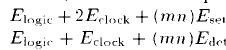 E_logic + 2E_clock + (mn)E_set
E_logic + E_clock + (mn)E_det